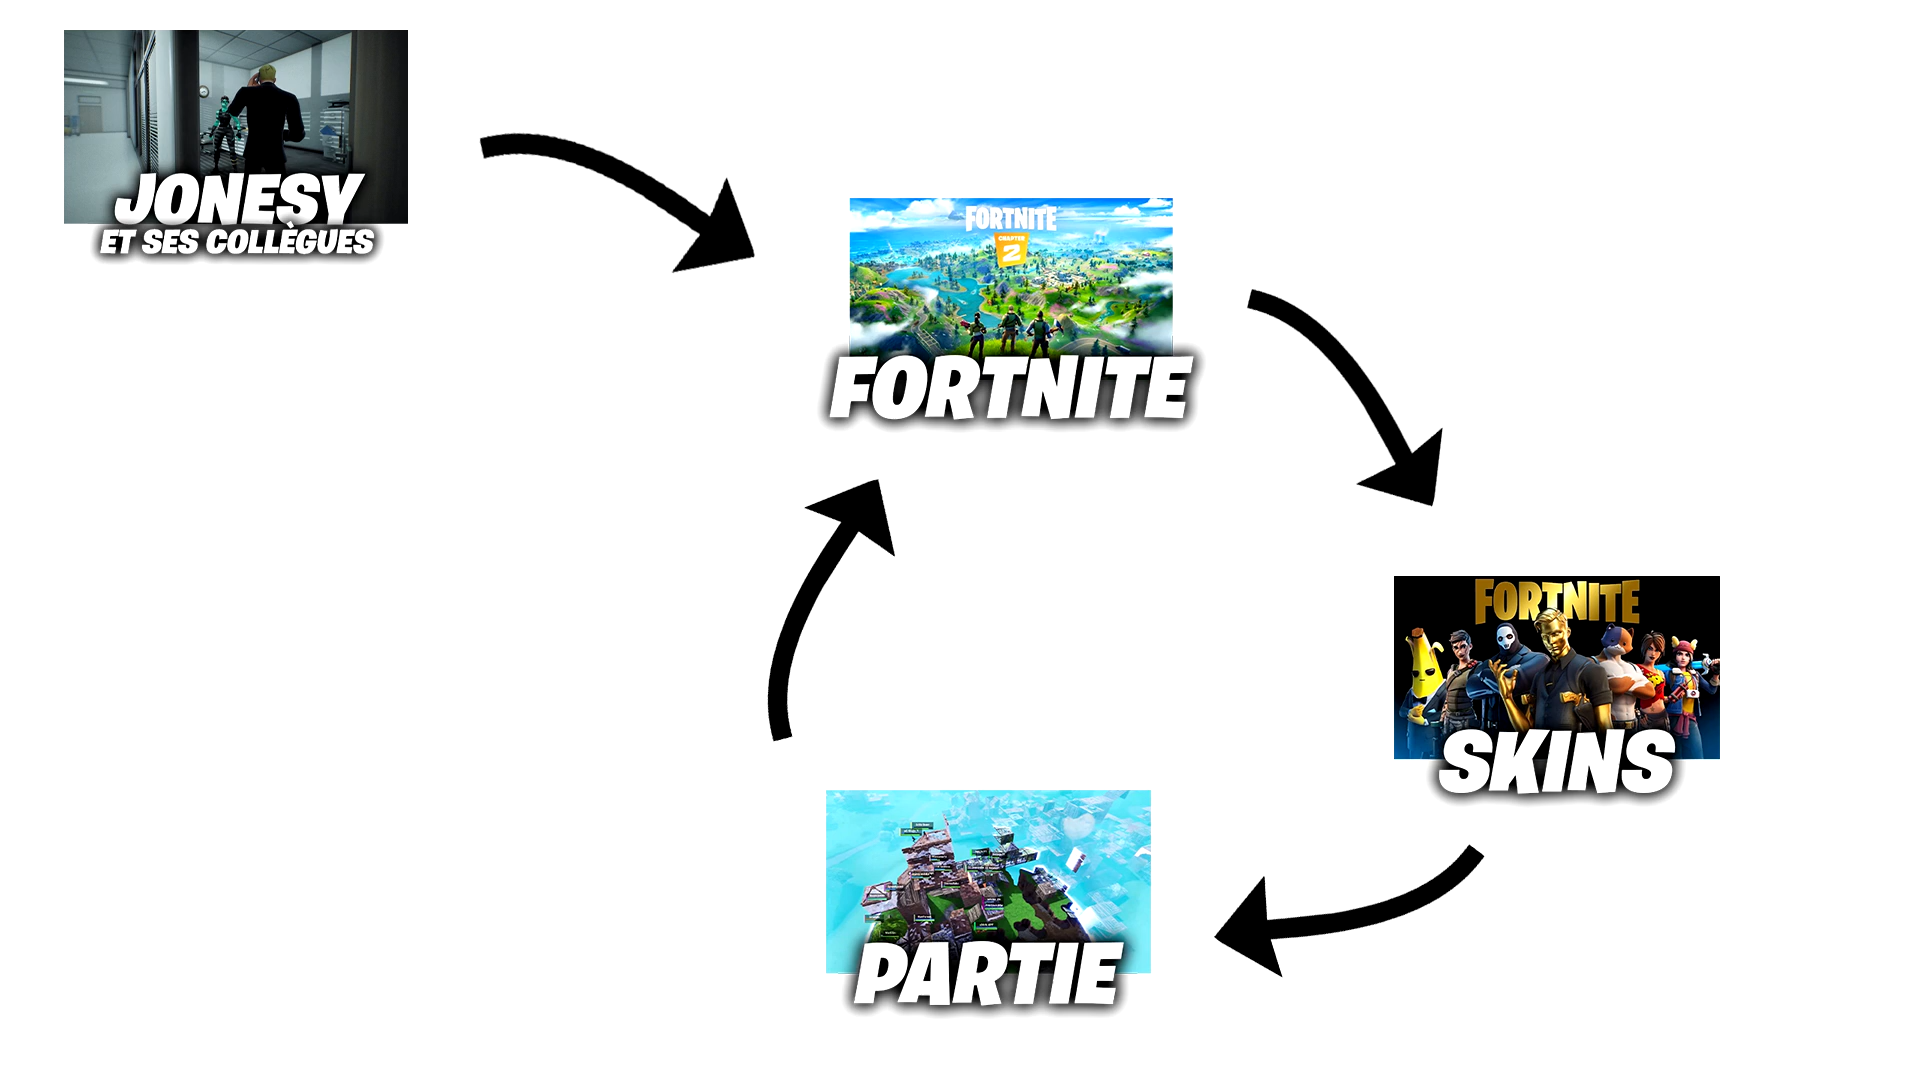 JONESY
ET SES COLLÈGUES
FORTNITE
CHAPTER
2
FORTNITE
FORTNITE
SKINS
PARTIE